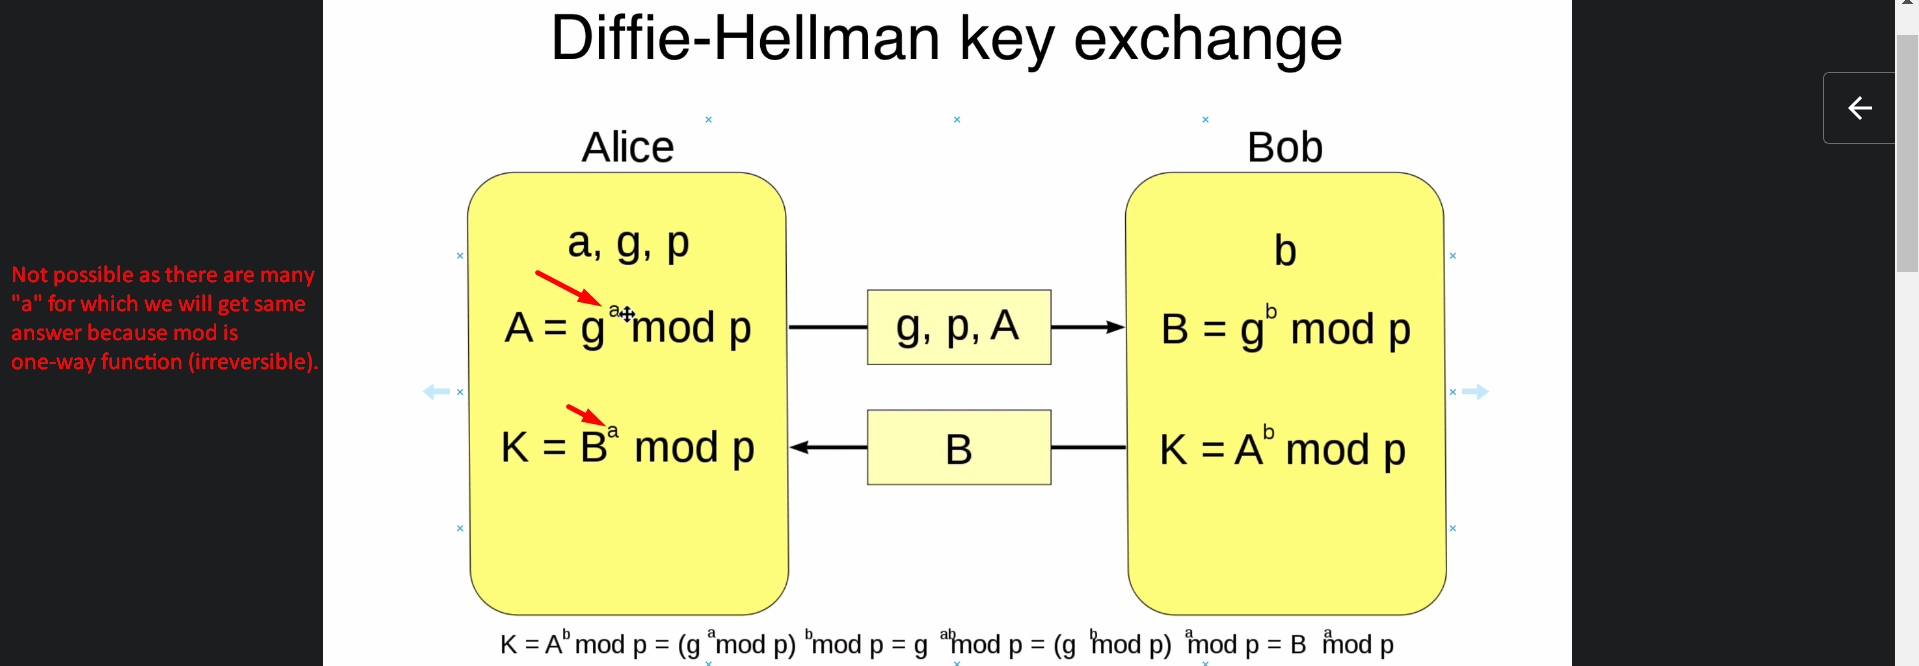 Diffie-Hellman key exchange
Alice
Bob
a, g, p
b
A = g^a mod p
g, p, A
B = g^b mod p
K = B^a mod p
B
K = A^b mod p
K = A^b mod p = (g^a mod p)^b mod p = g^ab mod p = (g^b mod p)^a mod p = B^a mod p
Not possible as there are many
"a" for which we will get same
answer because mod is
one-way function (irreversible).